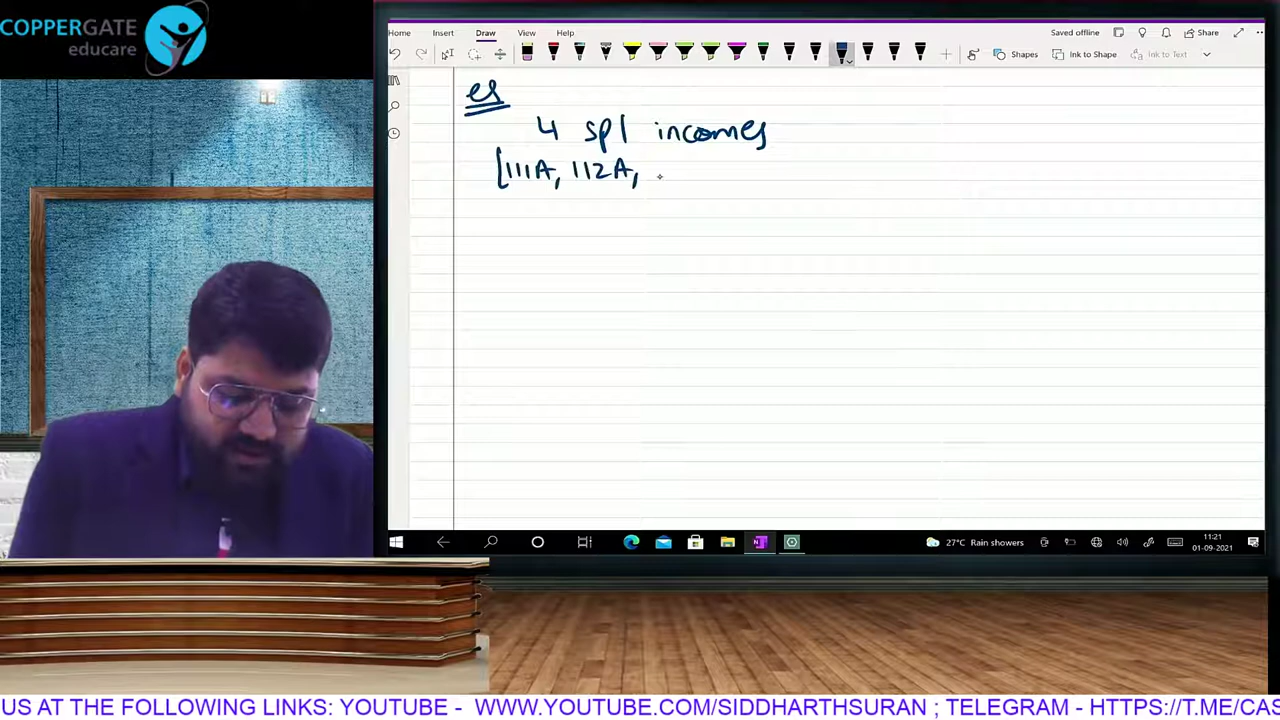 COPPERGATE
educare
Home Insert Draw View Help
Saved offline
Share
Shapes
Ink to Shape
Ink to Text
es
4 spl incomes
[111A, 112A,
27°C Rain showers
11:21
01-09-2021
US AT THE FOLLOWING LINKS: YOUTUBE - WWW.YOUTUBE.COM/SIDDHARTHSURAN ; TELEGRAM - HTTPS://T.ME/CAS